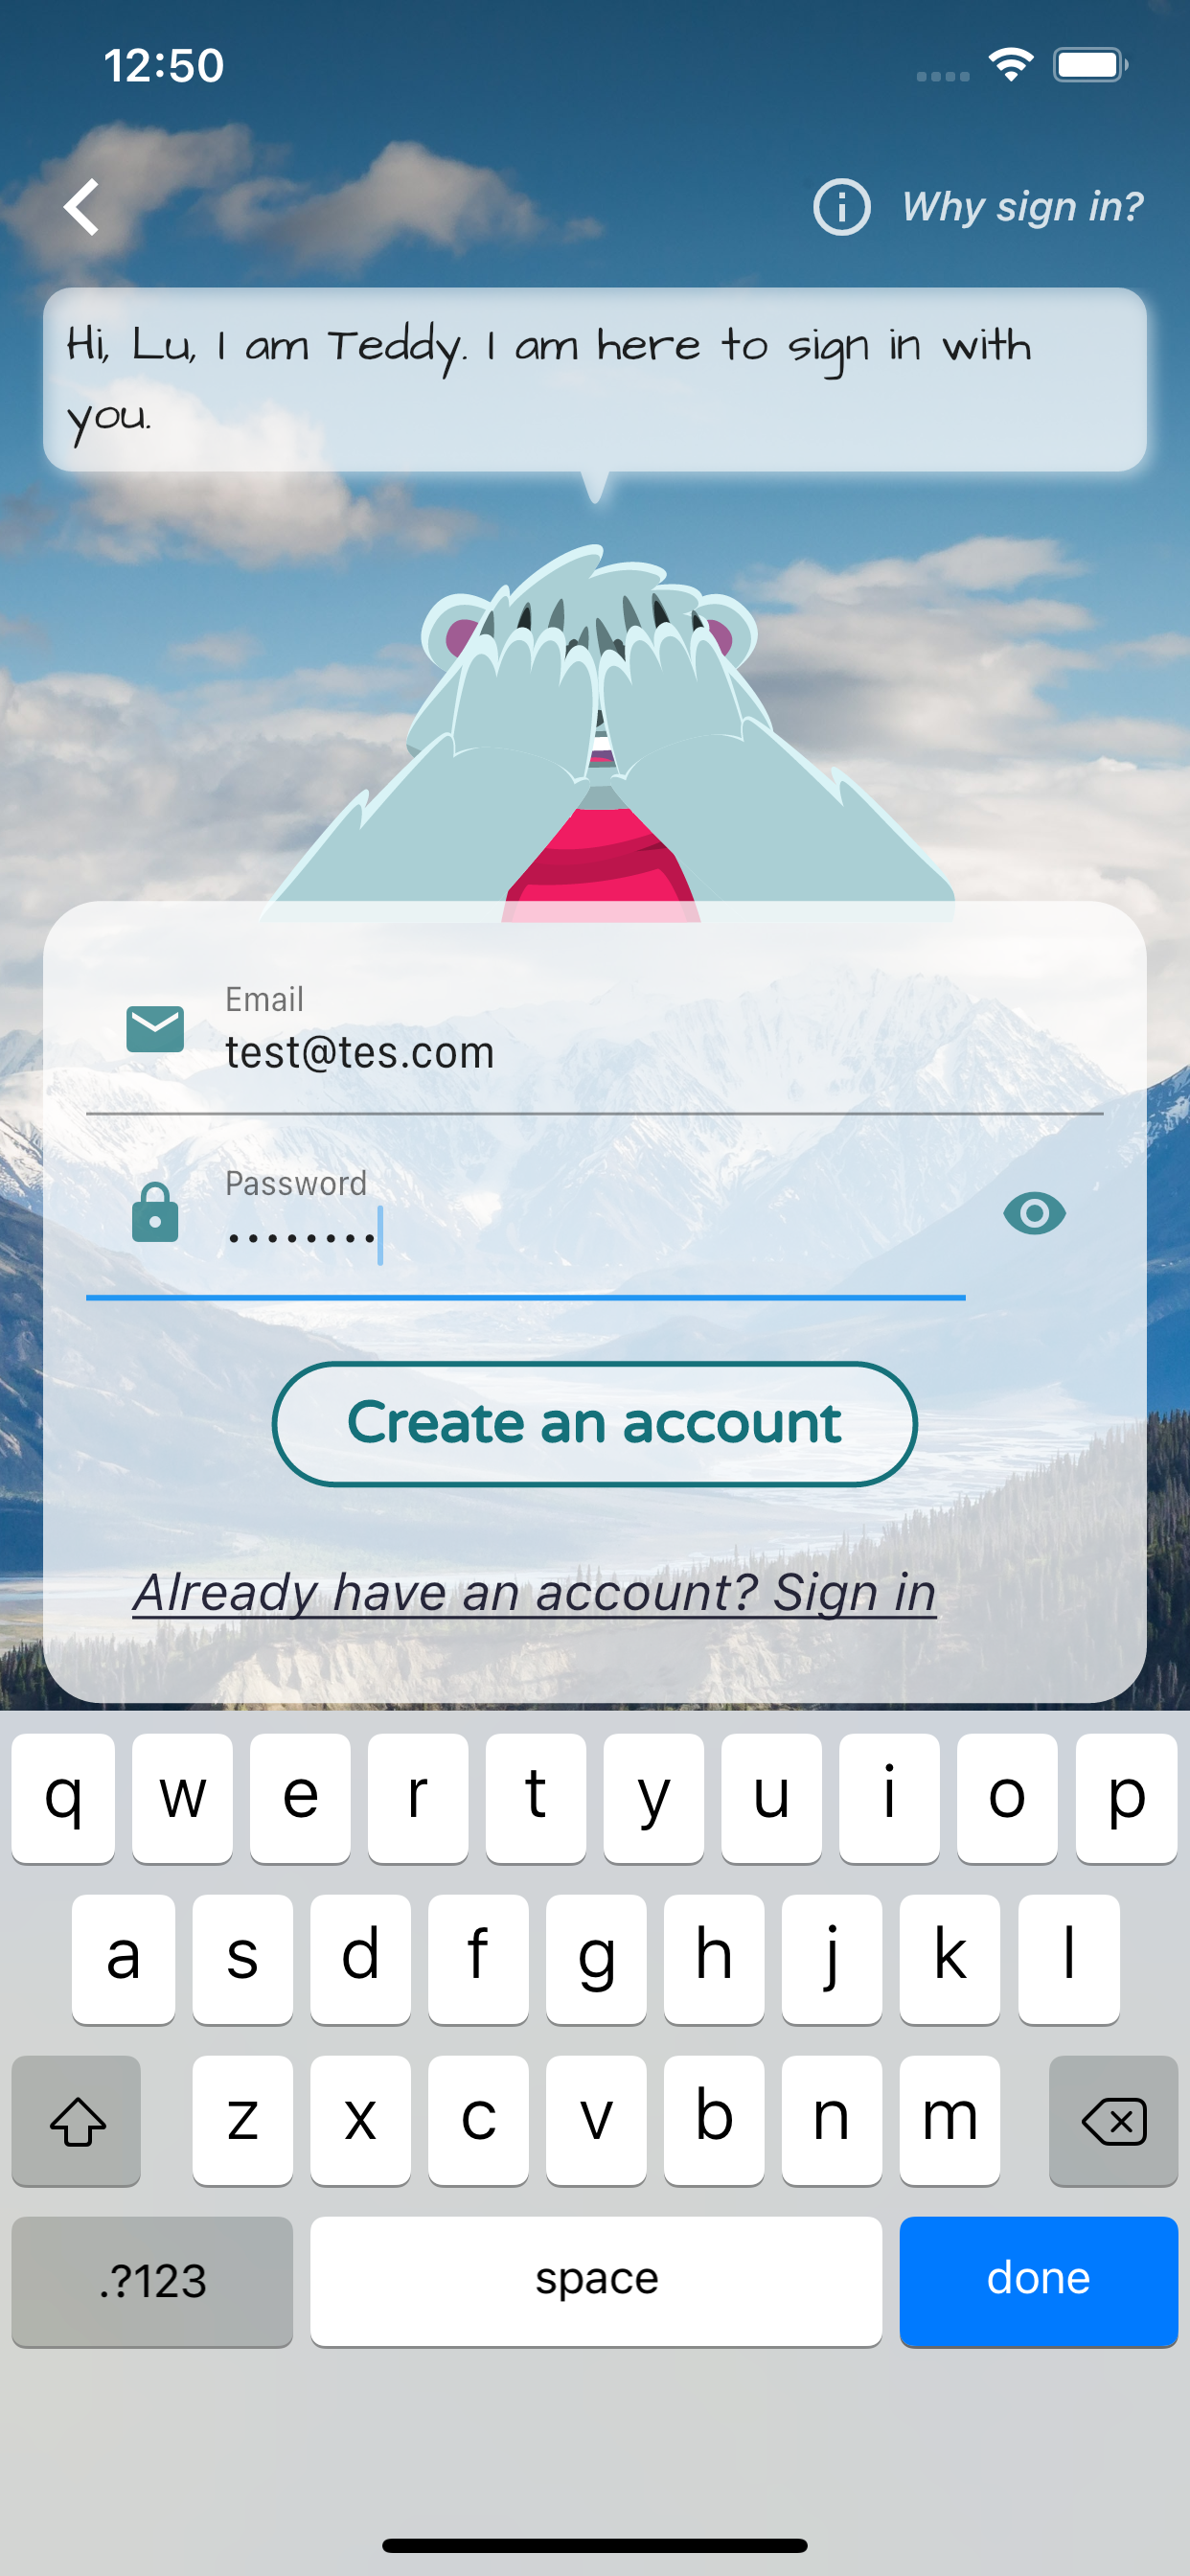 12:50
Why sign in?
Hi, Lu, I am Teddy. I am here to sign in with
you.
Email
test@tes.com
Password
••••••••
Create an account
Already have an account? Sign in
q w e r t y u i o p
a s d f g h j k l
z x c v b n m
.?123 space done